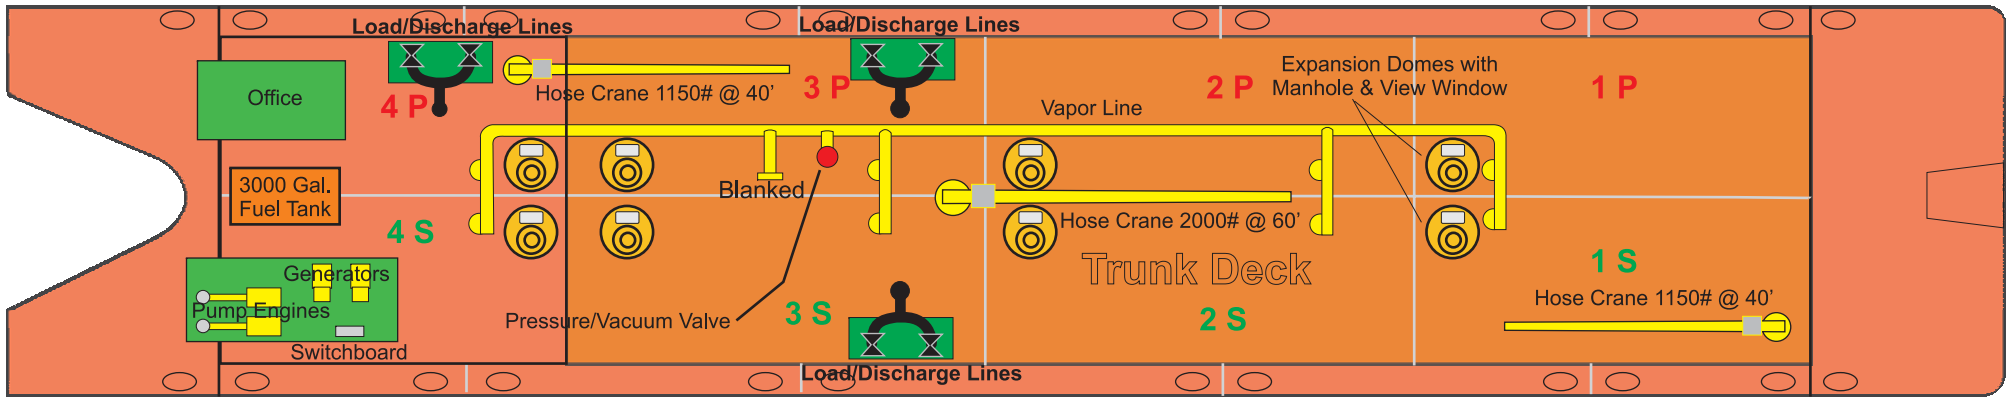 Load/Discharge Lines
Load/Discharge Lines
Office
4 P
Hose Crane 1150# @ 40’
3 P
2 P
Expansion Domes with
Manhole & View Window
1 P
Vapor Line
3000 Gal.
Fuel Tank
Blanked
4 S
Hose Crane 2000# @ 60’
Trunk Deck
1 S
Generators
Pump Engines
Switchboard
Pressure/Vacuum Valve
3 S
2 S
Hose Crane 1150# @ 40’
Load/Discharge Lines